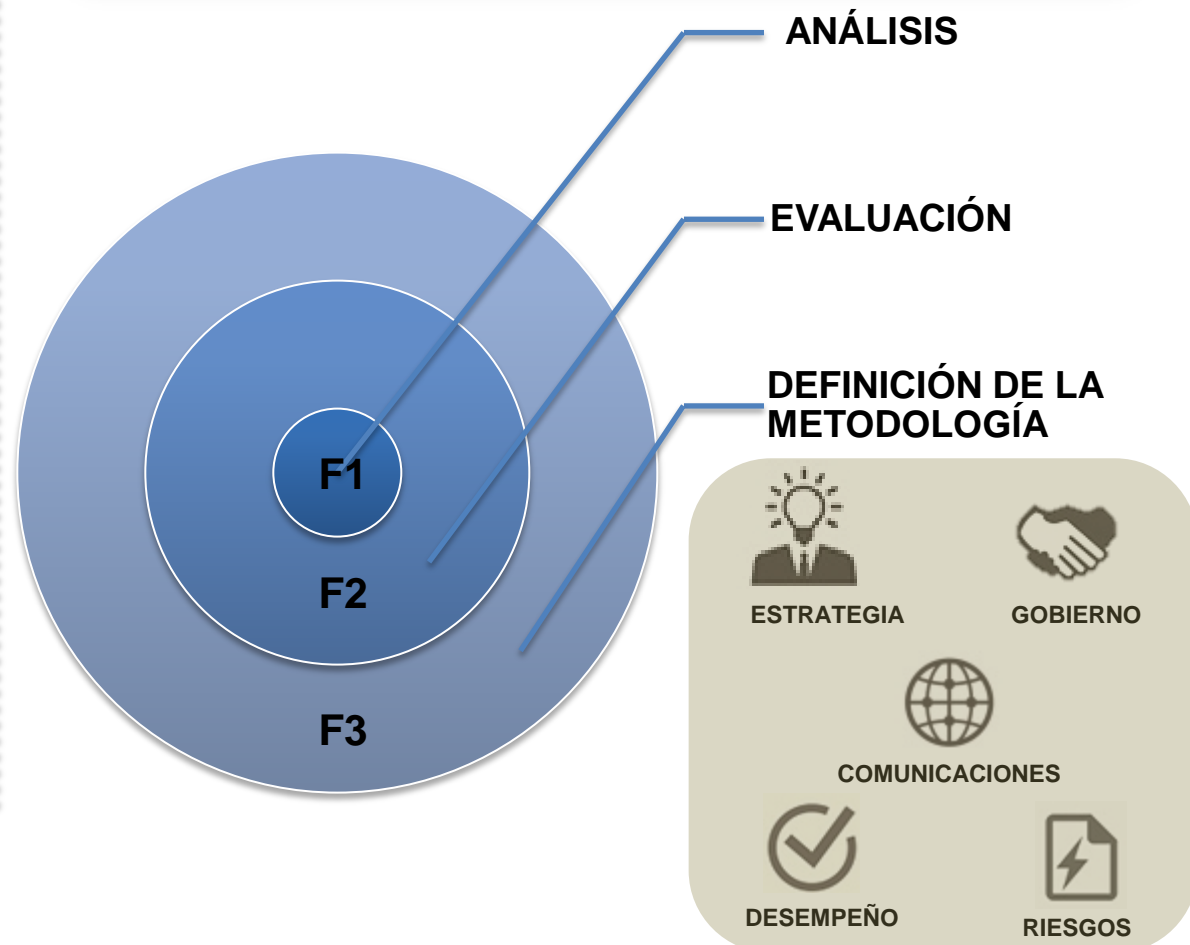 ANÁLISIS
EVALUACIÓN
DEFINICIÓN DE LA
METODOLOGÍA
F1
F2
F3
ESTRATEGIA
GOBIERNO
COMUNICACIONES
DESEMPEÑO
RIESGOS